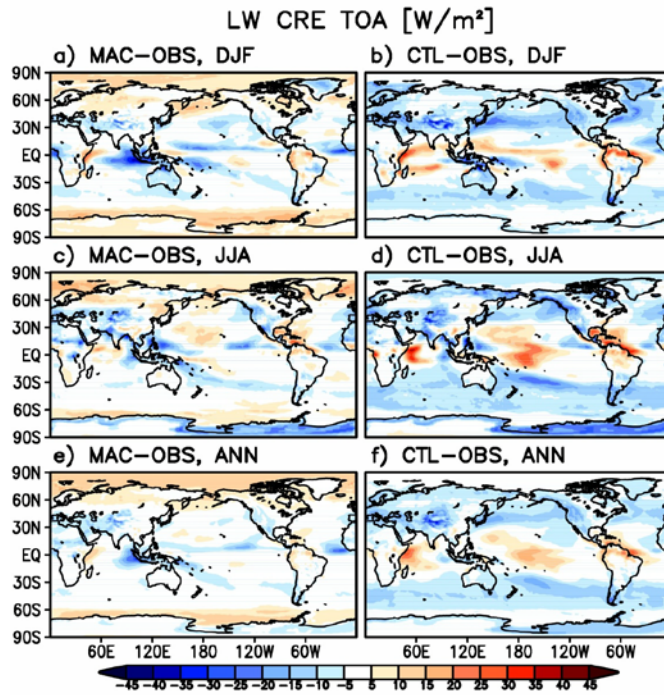 LW CRE TOA [W/m²]
a) MAC-OBS, DJF
b) CTL-OBS, DJF
90N
60N
30N
EQ
30S
60S
90S
c) MAC-OBS, JJA
d) CTL-OBS, JJA
90N
60N
30N
EQ
30S
60S
90S
e) MAC-OBS, ANN
f) CTL-OBS, ANN
90N
60N
30N
EQ
30S
60S
90S
60E 120E 180 120W 60W 60E 120E 180 120W 60W
-45 -35 -30 -25 -20 -15 -10 -5 5 10 15 20 25 30 35 40 45